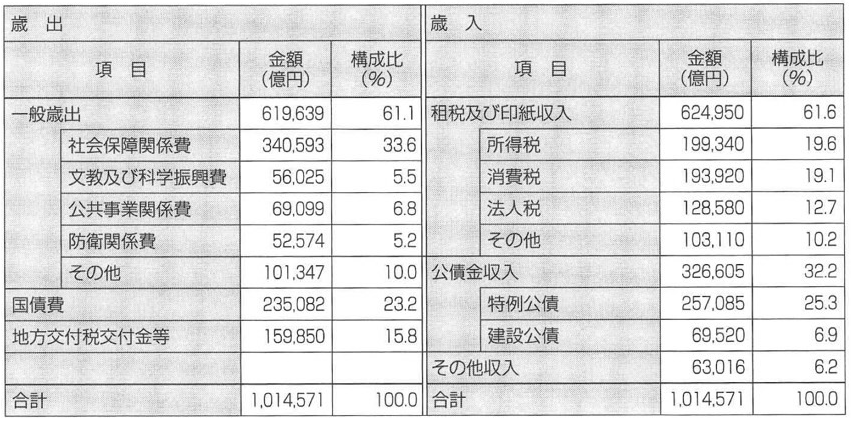 歳　出
項　目　金額（億円）　構成比（％）
一般歳出　619,639　61.1
社会保障関係費　340,593　33.6
文教及び科学振興費　56,025　5.5
公共事業関係費　69,099　6.8
防衛関係費　52,574　5.2
その他　101,347　10.0
国債費　235,082　23.2
地方交付税交付金等　159,850　15.8
合計　1,014,571　100.0
歳　入
項　目　金額（億円）　構成比（％）
租税及び印紙収入　624,950　61.6
所得税　199,340　19.6
消費税　193,920　19.1
法人税　128,580　12.7
その他　103,110　10.2
公債金収入　326,605　32.2
特例公債　257,085　25.3
建設公債　69,520　6.9
その他収入　63,016　6.2
合計　1,014,571　100.0